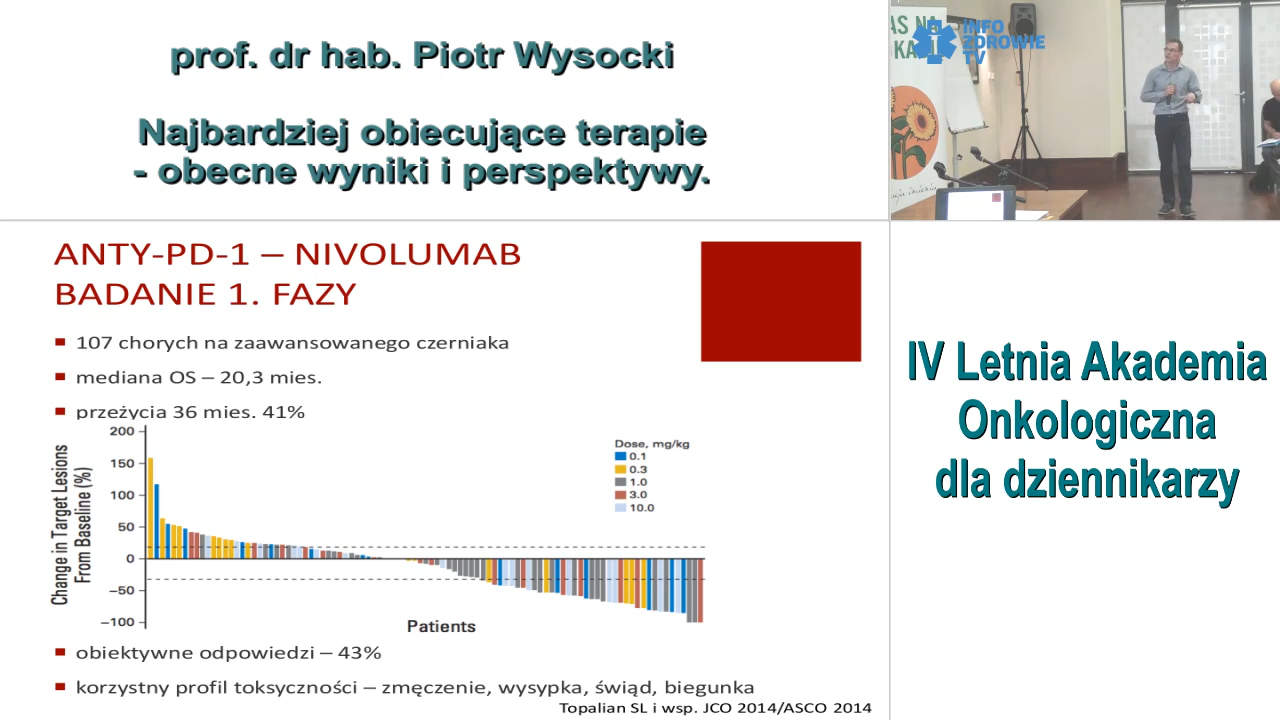 prof. dr hab. Piotr Wysocki
Najbardziej obiecujące terapie
- obecne wyniki i perspektywy.
INFO
ZDROWIE
TV
ANTY-PD-1 – NIVOLUMAB
BADANIE 1. FAZY
107 chorych na zaawansowanego czerniaka
mediana OS – 20,3 mies.
przeżycia 36 mies. 41%
Change in Target Lesions
From Baseline (%)
200
150
100
50
0
–50
–100
Dose, mg/kg
0.1
0.3
1.0
3.0
10.0
Patients
obiektywne odpowiedzi – 43%
korzystny profil toksyczności – zmęczenie, wysypka, świąd, biegunka
Topalian SL i wsp. JCO 2014/ASCO 2014
IV Letnia Akademia
Onkologiczna
dla dziennikarzy